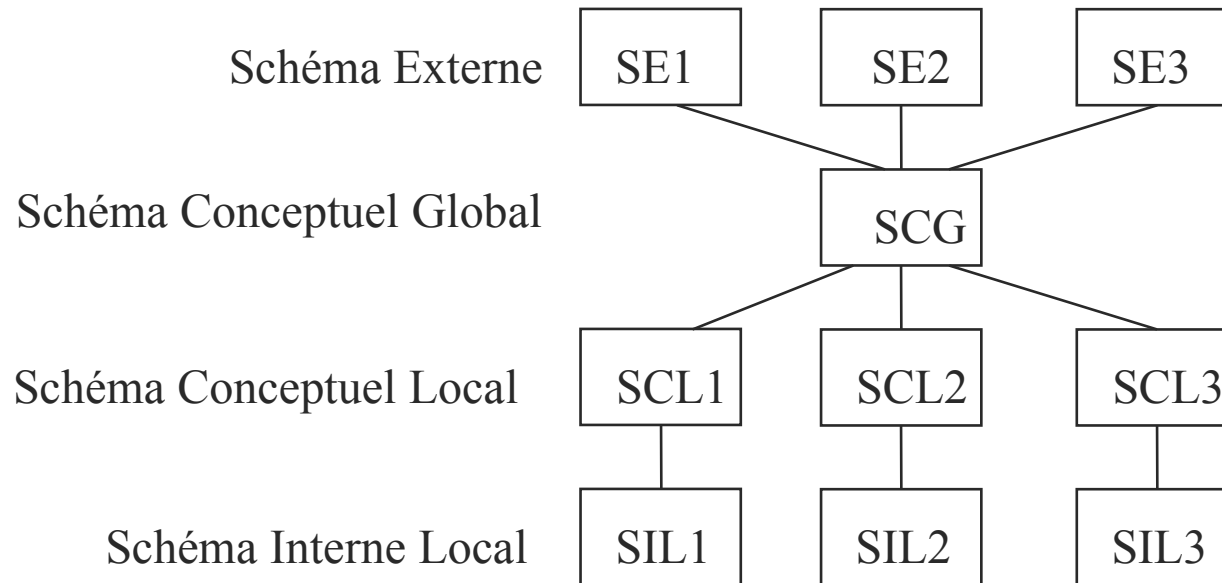 Schéma Externe SE1 SE2 SE3
Schéma Conceptuel Global SCG
Schéma Conceptuel Local SCL1 SCL2 SCL3
Schéma Interne Local SIL1 SIL2 SIL3